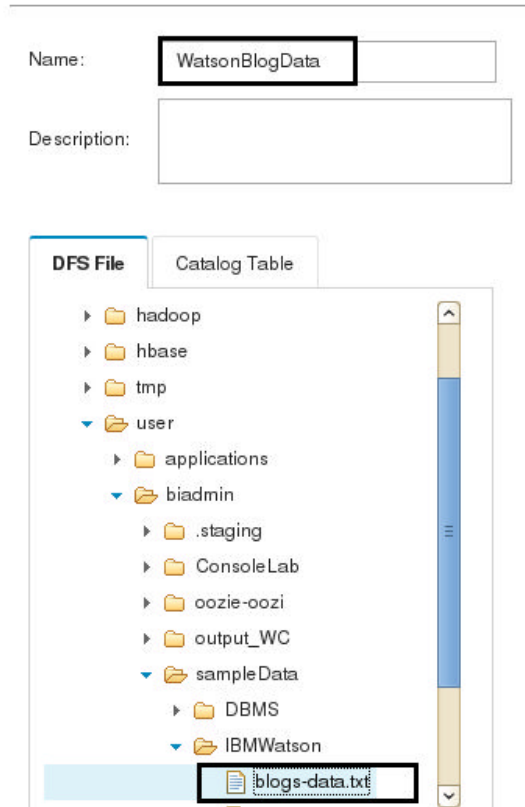 Name:
WatsonBlogData
Description:
DFS File
Catalog Table
hadoop
hbase
tmp
user
applications
biadmin
.staging
ConsoleLab
oozie-oozi
output_WC
sampleData
DBMS
IBMWatson
blogs-data.txt